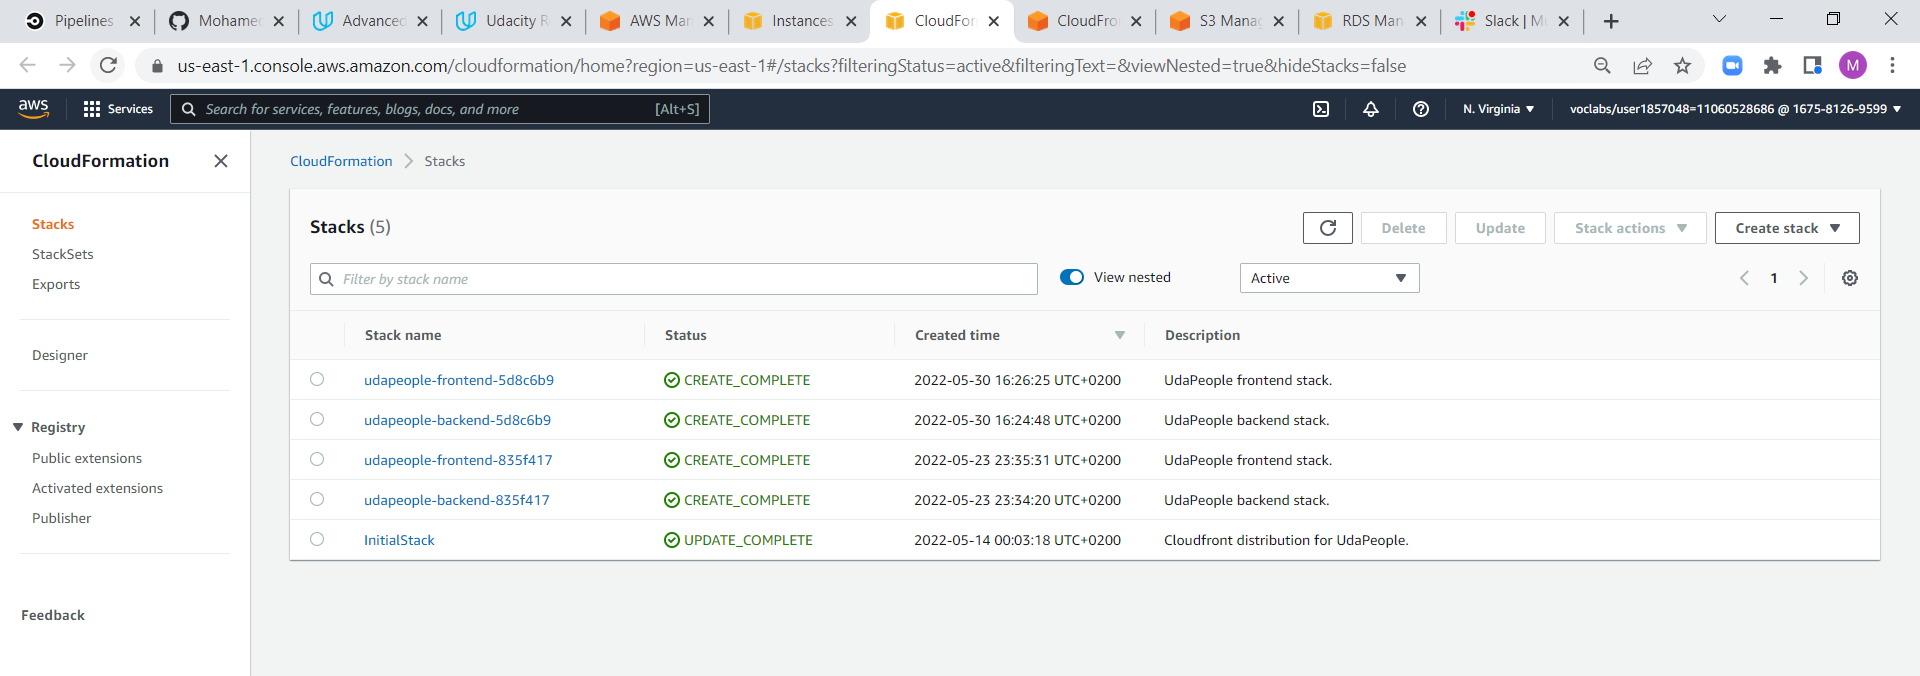 Pipelines
Mohamed
Advanced
Udacity R
AWS Man
Instances
CloudFor
CloudFro
S3 Manag
RDS Man
Slack | M
us-east-1.console.aws.amazon.com/cloudformation/home?region=us-east-1#/stacks?filteringStatus=active&filteringText=&viewNested=true&hideStacks=false
M
aws
Services
Search for services, features, blogs, docs, and more
[Alt+S]
N. Virginia
voclabs/user1857048=11060528686 @ 1675-8126-9599
CloudFormation
Stacks
StackSets
Exports
Designer
Registry
Public extensions
Activated extensions
Publisher
Feedback
CloudFormation > Stacks
Stacks (5)
Delete
Update
Stack actions
Create stack
Filter by stack name
View nested
Active
1
Stack name Status Created time Description
udapeople-frontend-5d8c6b9 CREATE_COMPLETE 2022-05-30 16:26:25 UTC+0200 UdaPeople frontend stack.
udapeople-backend-5d8c6b9 CREATE_COMPLETE 2022-05-30 16:24:48 UTC+0200 UdaPeople backend stack.
udapeople-frontend-835f417 CREATE_COMPLETE 2022-05-23 23:35:31 UTC+0200 UdaPeople frontend stack.
udapeople-backend-835f417 CREATE_COMPLETE 2022-05-23 23:34:20 UTC+0200 UdaPeople backend stack.
InitialStack UPDATE_COMPLETE 2022-05-14 00:03:18 UTC+0200 Cloudfront distribution for UdaPeople.